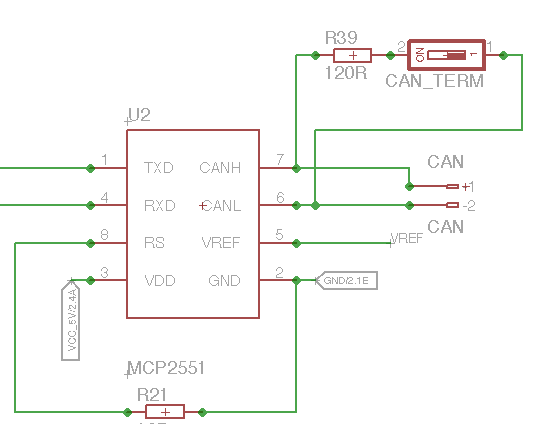 R39
120R
2
ON
1
1
CAN_TERM
U2
1
TXD
CANH
7
CAN
+1
4
RXD
CANL
6
-2
CAN
8
RS
VREF
5
VREF
3
VDD
GND
2
GND/2.1E
VCC_5V/2.4A
MCP2551
R21